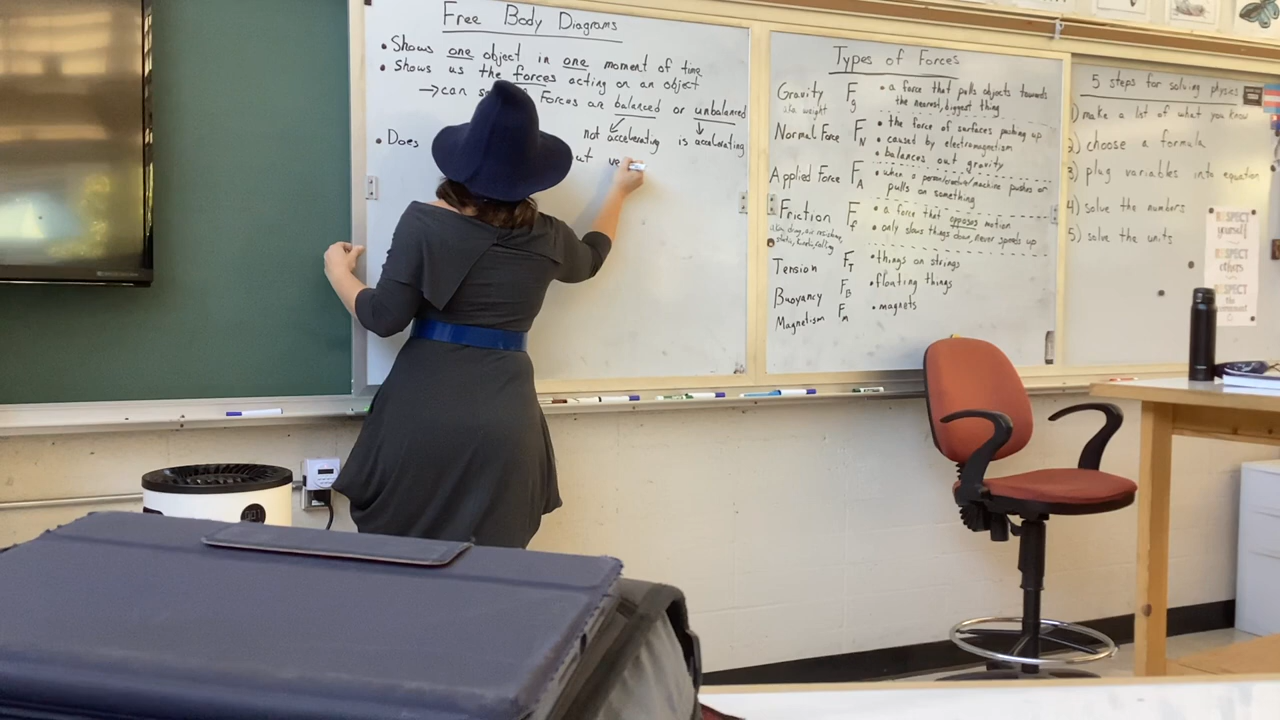 Free Body Diagrams
• Shows one object in one moment of time
• Shows us the forces acting on an object
→ can forces are balanced or unbalanced
not accelerating is accelerating
• Does
Types of Forces
Gravity Fg • a force that pulls objects towards
aka weight the nearest, biggest thing
Normal Force FN • the force of surfaces pushing up
• caused by electromagnetism
• balances out gravity
Applied Force FA • when a person/creature/machine pushes or
pulls on something
Friction Ff • a force that opposes motion
• only slows things down, never speeds up
Tension FT • things on strings
Buoyancy FB • floating things
Magnetism Fm • magnets
5 steps for solving physics
1) make a list of what you know
2) choose a formula
3) plug variables into equation
4) solve the numbers
5) solve the units
RESPECT
yourself
RESPECT
others
RESPECT
the